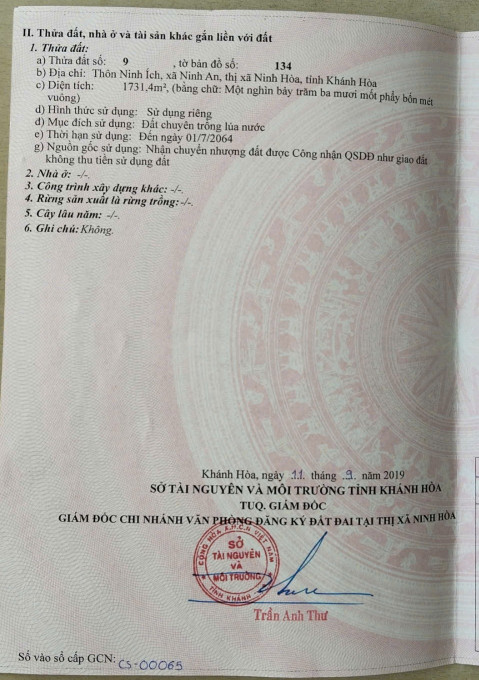 II. Thửa đất, nhà ở và tài sản khác gắn liền với đất
1. Thửa đất:
a) Thửa đất số: 9 , tờ bản đồ số: 134
b) Địa chỉ: Thôn Ninh Ích, xã Ninh An, thị xã Ninh Hòa, tỉnh Khánh Hòa
c) Diện tích: 1731.4m², (bằng chữ: Một nghìn bảy trăm ba mươi mốt phẩy bốn mét
vuông)
d) Hình thức sử dụng: Sử dụng riêng
đ) Mục đích sử dụng: Đất chuyên trồng lúa nước
e) Thời hạn sử dụng: Đến ngày 01/7/2064
g) Nguồn gốc sử dụng: Nhận chuyển nhượng đất được Công nhận QSDĐ như giao đất
không thu tiền sử dụng đất
2. Nhà ở: -/-.
3. Công trình xây dựng khác: -/-.
4. Rừng sản xuất là rừng trồng:-/-.
5. Cây lâu năm: -/-.
6. Ghi chú: Không.
Khánh Hòa, ngày 11 tháng 9 năm 2019
SỞ TÀI NGUYÊN VÀ MÔI TRƯỜNG TỈNH KHÁNH HÒA
TUQ. GIÁM ĐỐC
GIÁM ĐỐC CHI NHÁNH VĂN PHÒNG ĐĂNG KÝ ĐẤT ĐAI TẠI THỊ XÃ NINH HÒA
CỘNG HÒA X.H.C.N VIỆT NAM
SỞ
TÀI NGUYÊN
VÀ
MÔI TRƯỜNG
TỈNH KHÁNH
Trần Anh Thư
Số vào sổ cấp GCN: CS-00065